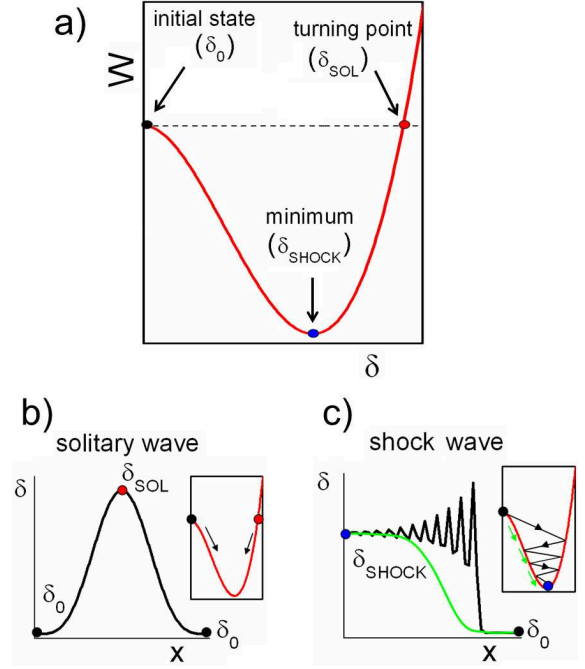 a)
initial state
(δ₀)
turning point
(δSOL)
W
minimum
(δSHOCK)
δ
b)
solitary wave
δ
δSOL
δ₀
δ₀
x
c)
shock wave
δ
δSHOCK
δ₀
x